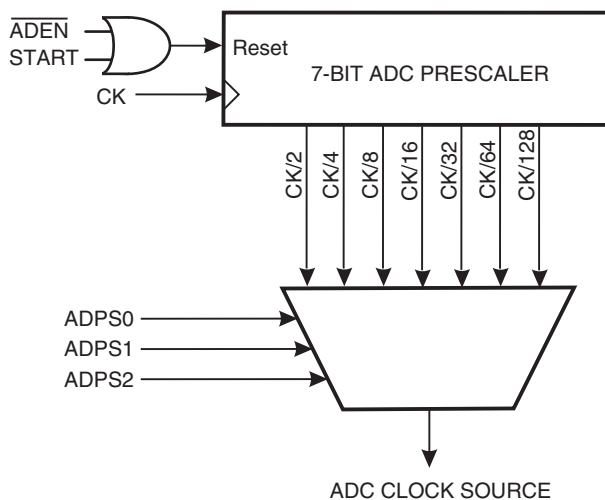 A̅D̅E̅N̅
START
Reset
7-BIT ADC PRESCALER
CK
CK/2
CK/4
CK/8
CK/16
CK/32
CK/64
CK/128
ADPS0
ADPS1
ADPS2
ADC CLOCK SOURCE